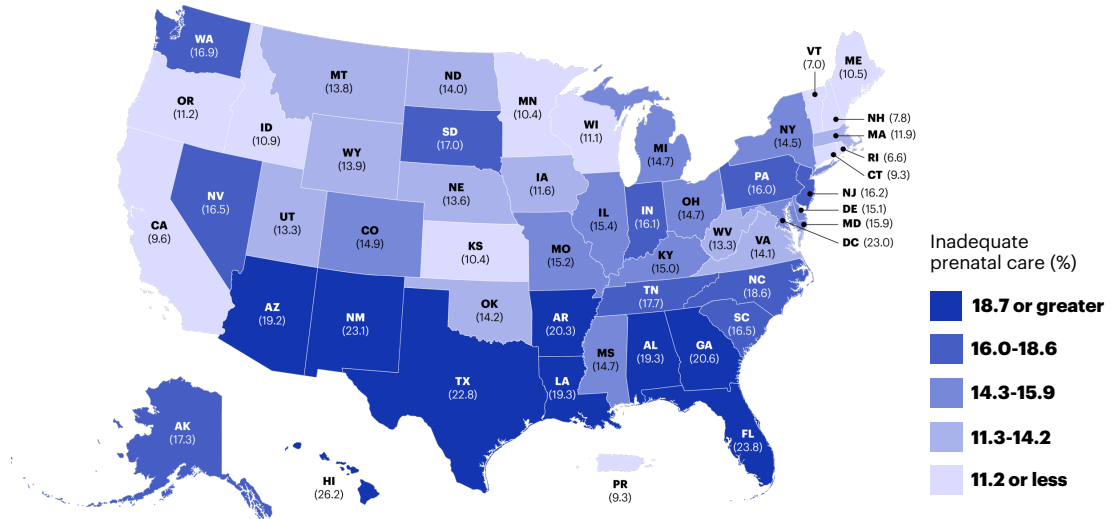 WA
(16.9)
OR
(11.2)
CA
(9.6)
NV
(16.5)
ID
(10.9)
MT
(13.8)
WY
(13.9)
UT
(13.3)
AZ
(19.2)
CO
(14.9)
NM
(23.1)
ND
(14.0)
SD
(17.0)
NE
(13.6)
KS
(10.4)
OK
(14.2)
TX
(22.8)
MN
(10.4)
IA
(11.6)
MO
(15.2)
AR
(20.3)
LA
(19.3)
WI
(11.1)
IL
(15.4)
MI
(14.7)
IN
(16.1)
OH
(14.7)
KY
(15.0)
TN
(17.7)
MS
(14.7)
AL
(19.3)
GA
(20.6)
FL
(23.8)
SC
(16.5)
NC
(18.6)
VA
(14.1)
WV
(13.3)
PA
(16.0)
NY
(14.5)
VT
(7.0)
ME
(10.5)
NH (7.8)
MA (11.9)
RI (6.6)
CT (9.3)
NJ (16.2)
DE (15.1)
MD (15.9)
DC (23.0)
AK
(17.3)
HI
(26.2)
PR
(9.3)
Inadequate
prenatal care (%)
18.7 or greater
16.0-18.6
14.3-15.9
11.3-14.2
11.2 or less